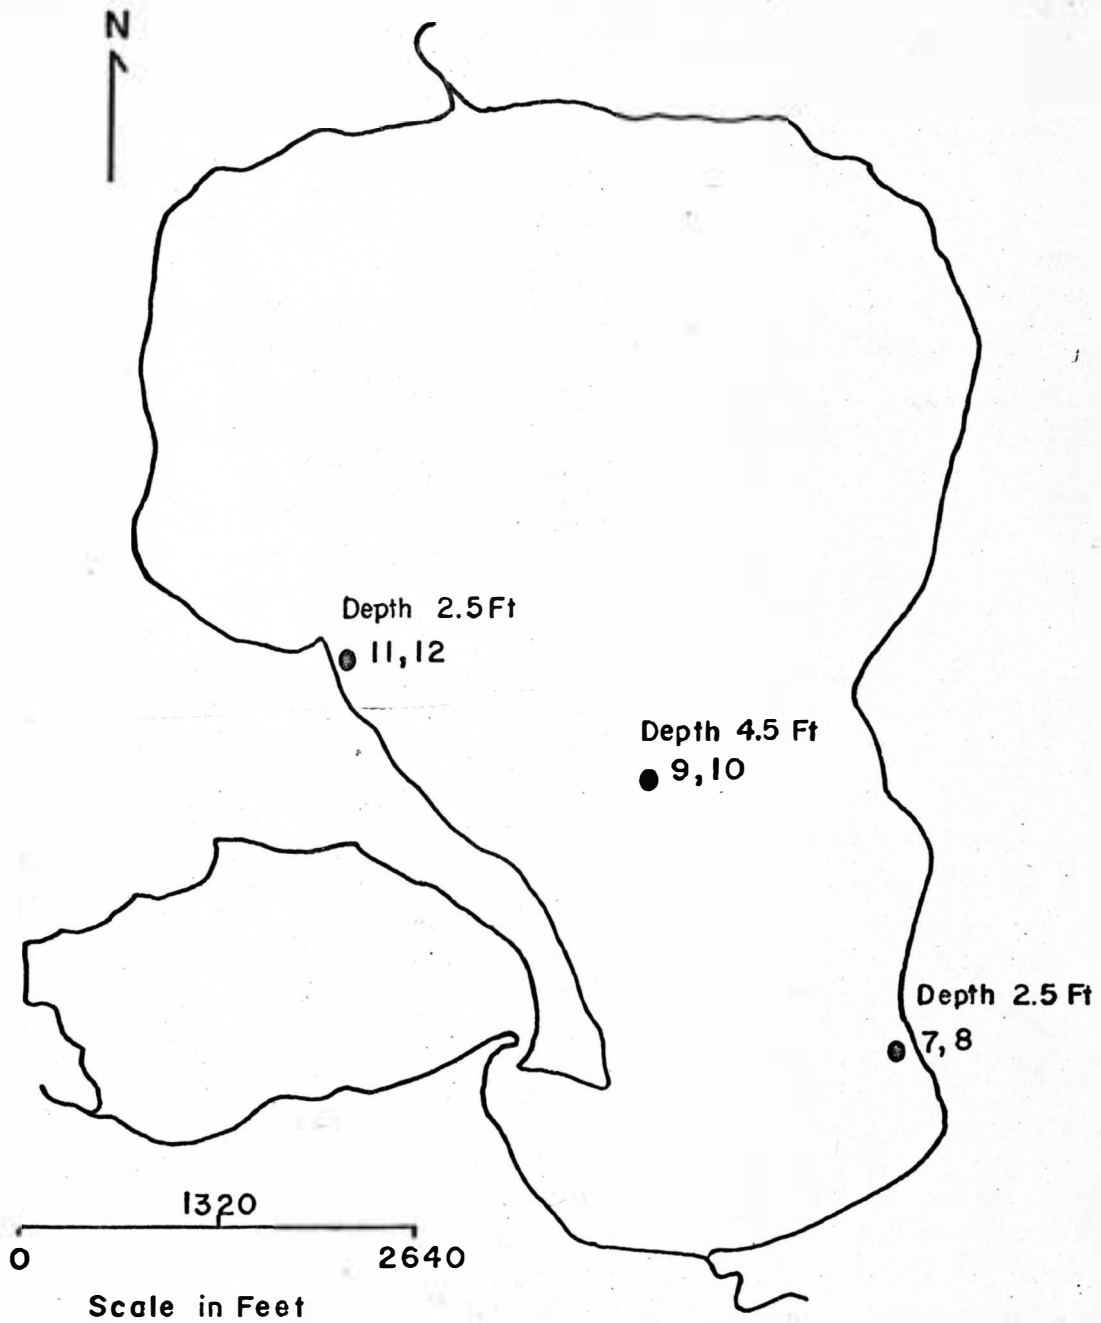 N
Depth 2.5 Ft
11, 12
Depth 4.5 Ft
9, 10
Depth 2.5 Ft
7, 8
1320
0 2640
Scale in Feet